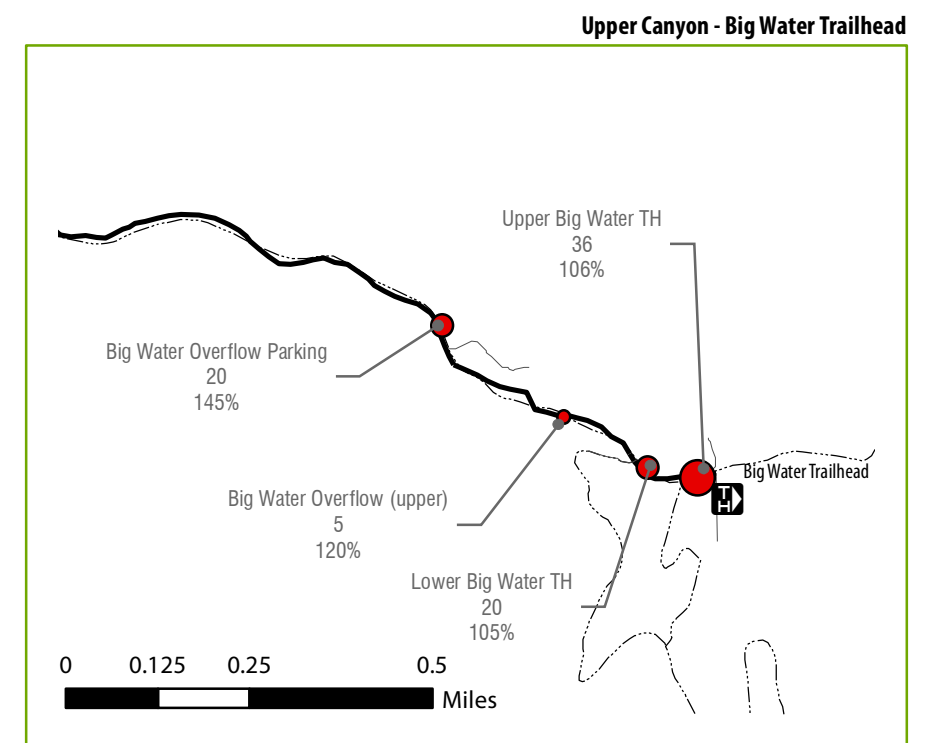 Upper Canyon - Big Water Trailhead
Upper Big Water TH
36
106%
Big Water Overflow Parking
20
145%
Big Water Trailhead
TH
Big Water Overflow (upper)
5
120%
Lower Big Water TH
20
105%
0 0.125 0.25 0.5
Miles